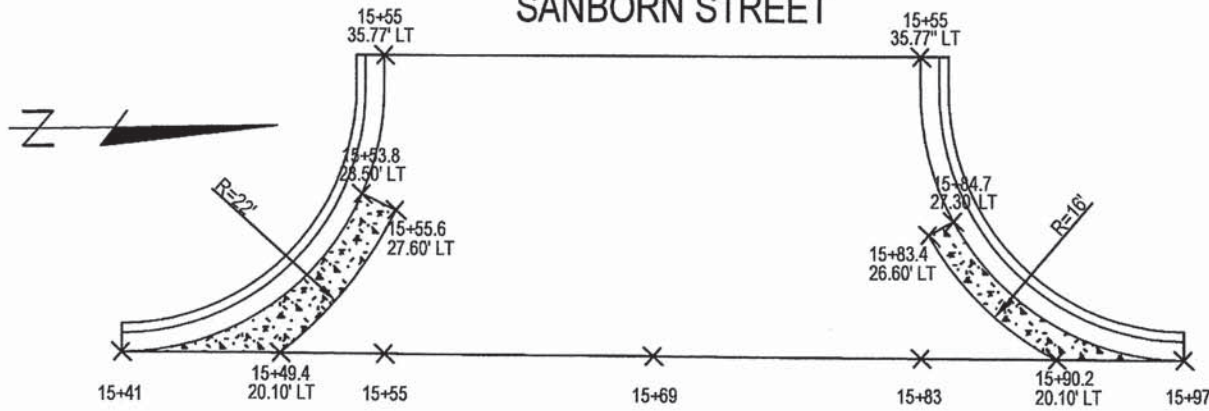 SANBORN STREET
15+55
35.77' LT
15+55
35.77" LT
Z
15+53.8
28.50' LT
R=22'
15+55.6
27.60' LT
15+84.7
27.30' LT
R=16'
15+83.4
26.60' LT
15+41
15+49.4
20.10' LT
15+55
15+69
15+83
15+90.2
20.10' LT
15+97